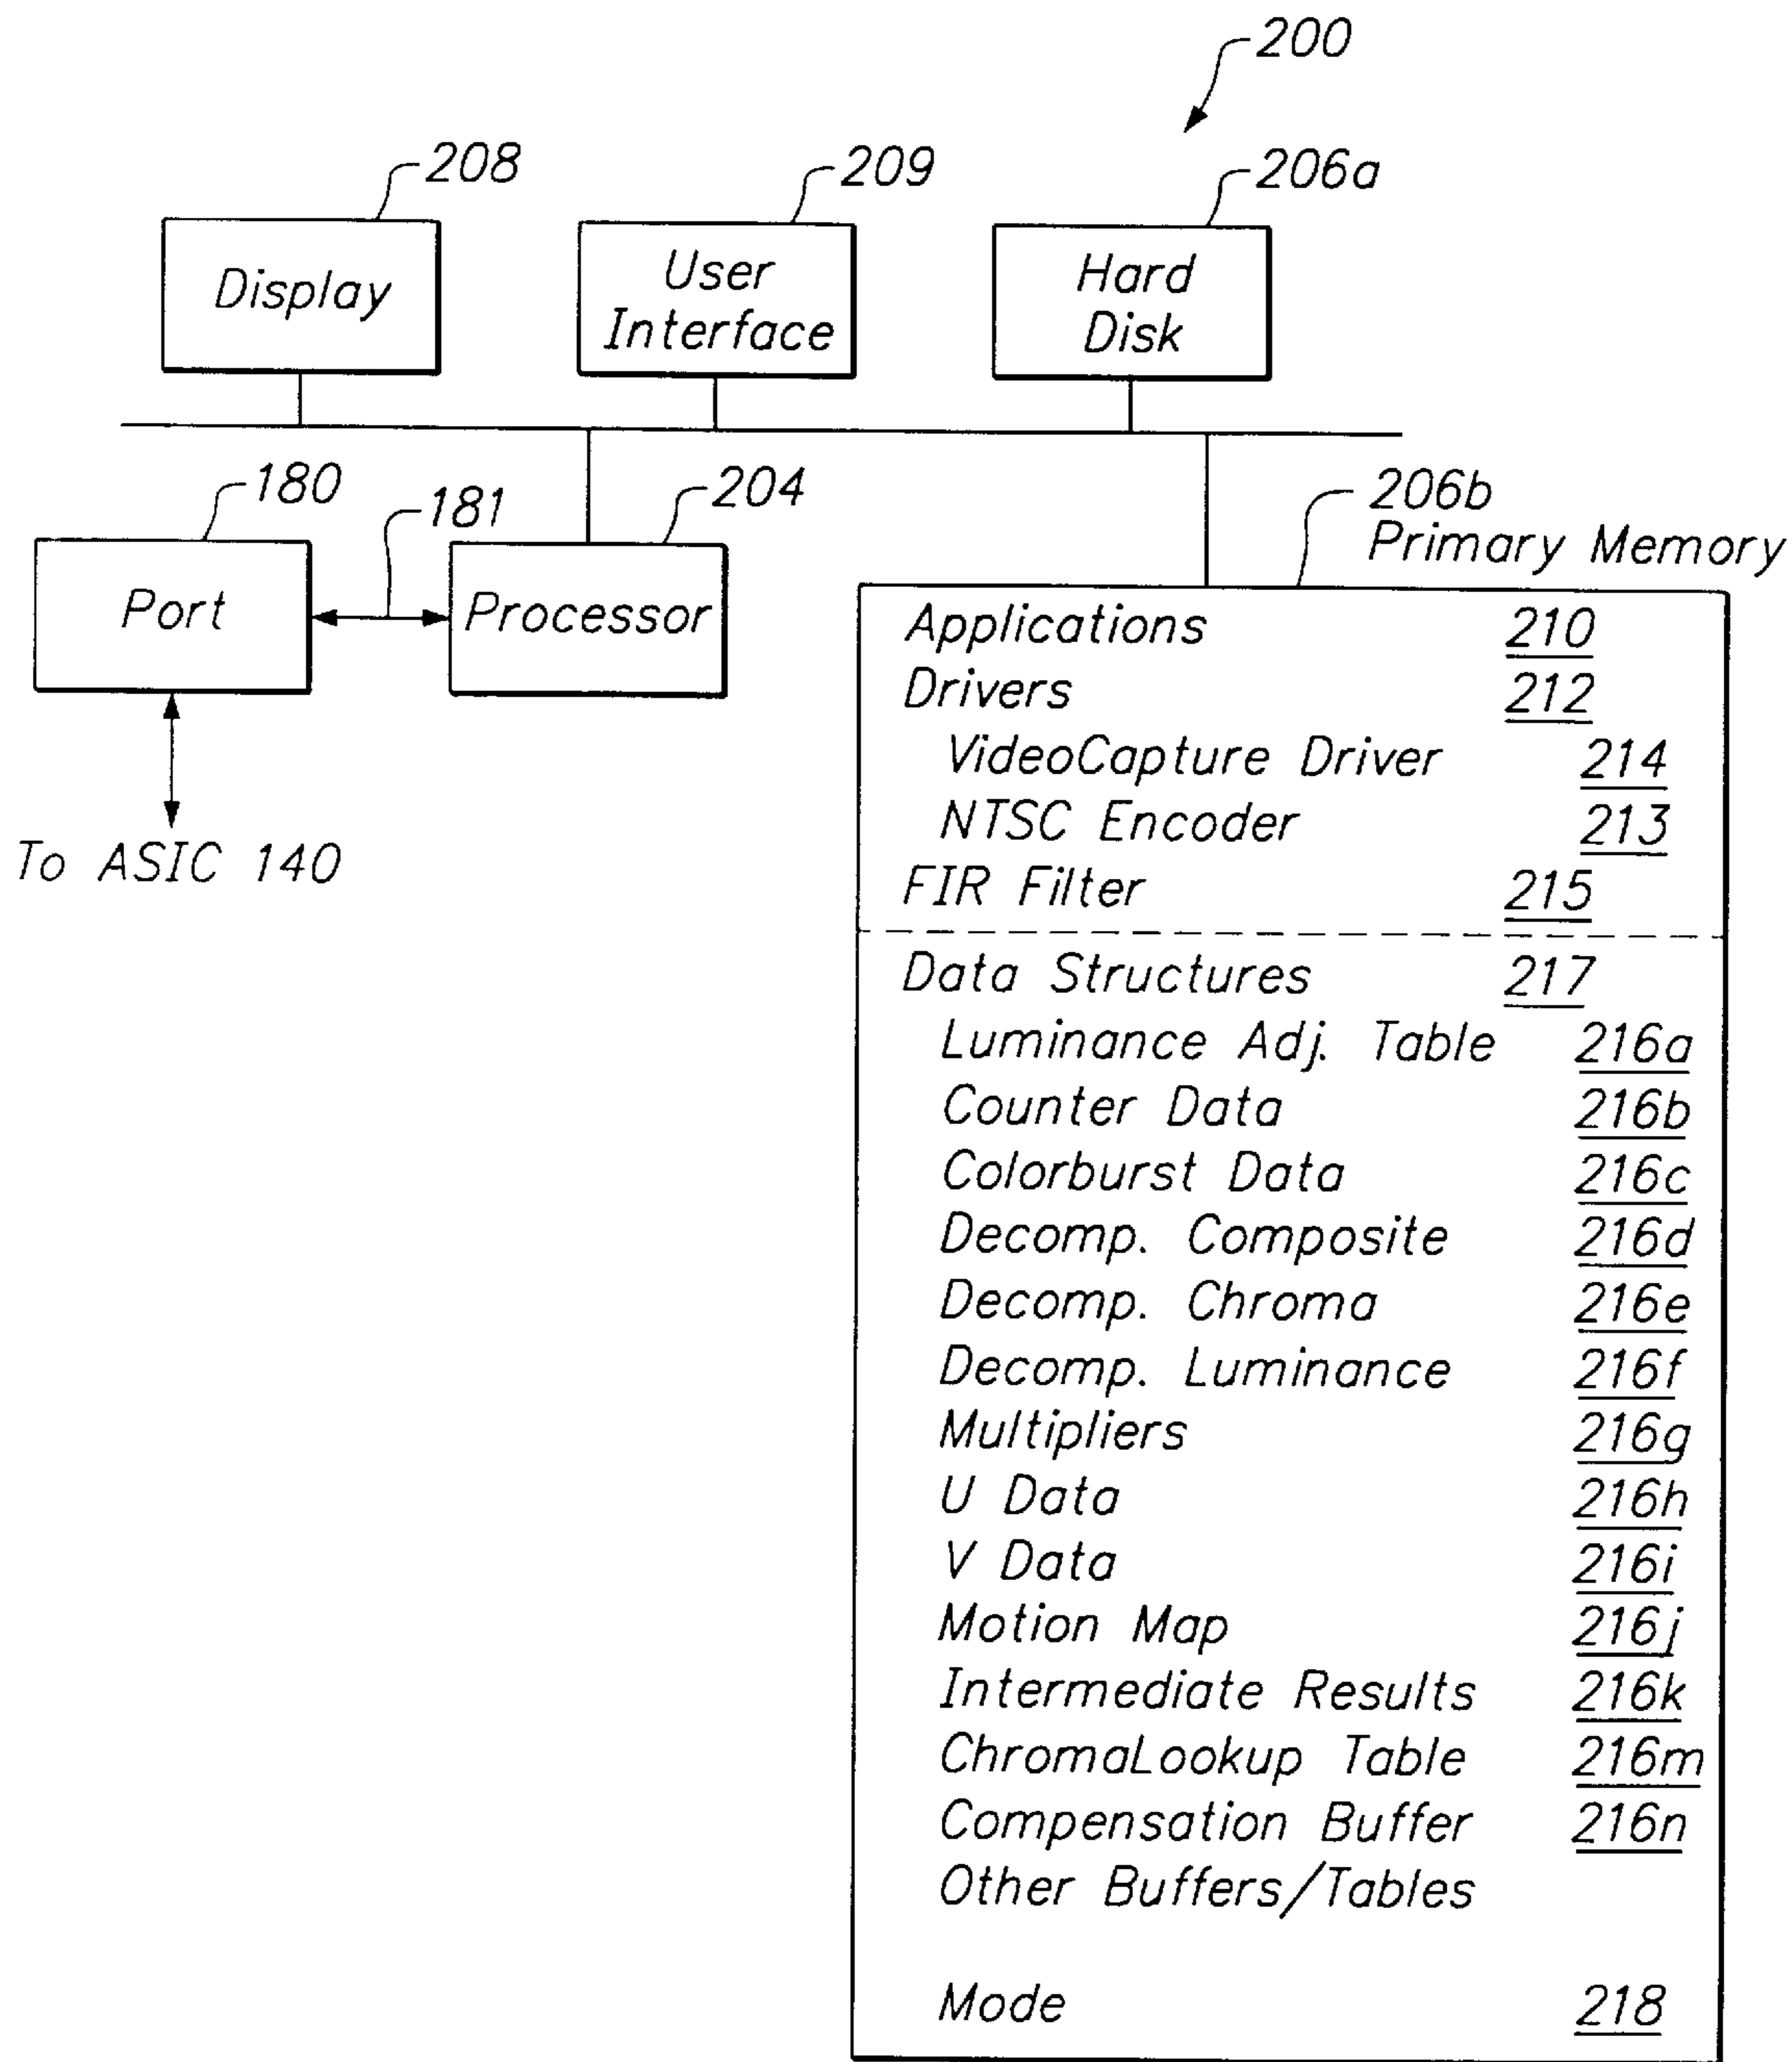 200
208
209
206a
Display
User
Interface
Hard
Disk
180
181
204
206b
Primary Memory
Port
Processor
To ASIC 140
Applications 210
Drivers 212
VideoCapture Driver 214
NTSC Encoder 213
FIR Filter 215
Data Structures 217
Luminance Adj. Table 216a
Counter Data 216b
Colorburst Data 216c
Decomp. Composite 216d
Decomp. Chroma 216e
Decomp. Luminance 216f
Multipliers 216g
U Data 216h
V Data 216i
Motion Map 216j
Intermediate Results 216k
ChromaLookup Table 216m
Compensation Buffer 216n
Other Buffers/Tables
Mode 218